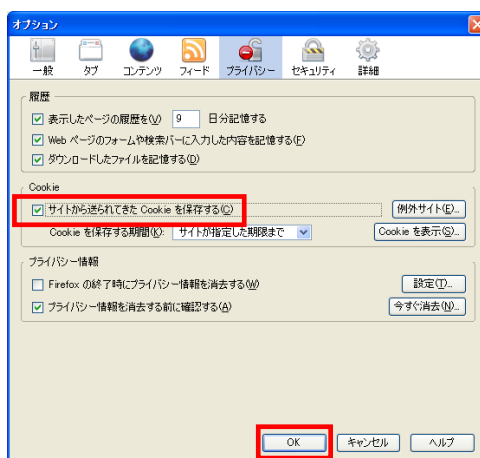 オプション
一般 タブ コンテンツ フィード プライバシー セキュリティ 詳細
履歴
表示したページの履歴を(V) 9 日分記憶する
Web ページのフォームや検索バーに入力した内容を記憶する(F)
ダウンロードしたファイルを記憶する(D)
Cookie
サイトから送られてきた Cookie を保存する(C) 例外サイト(E)...
Cookie を保存する期間(K): サイトが指定した期限まで Cookie を表示(S)...
プライバシー情報
Firefox の終了時にプライバシー情報を消去する(W) 設定(T)...
プライバシー情報を消去する前に確認する(A) 今すぐ消去(N)...
OK キャンセル ヘルプ